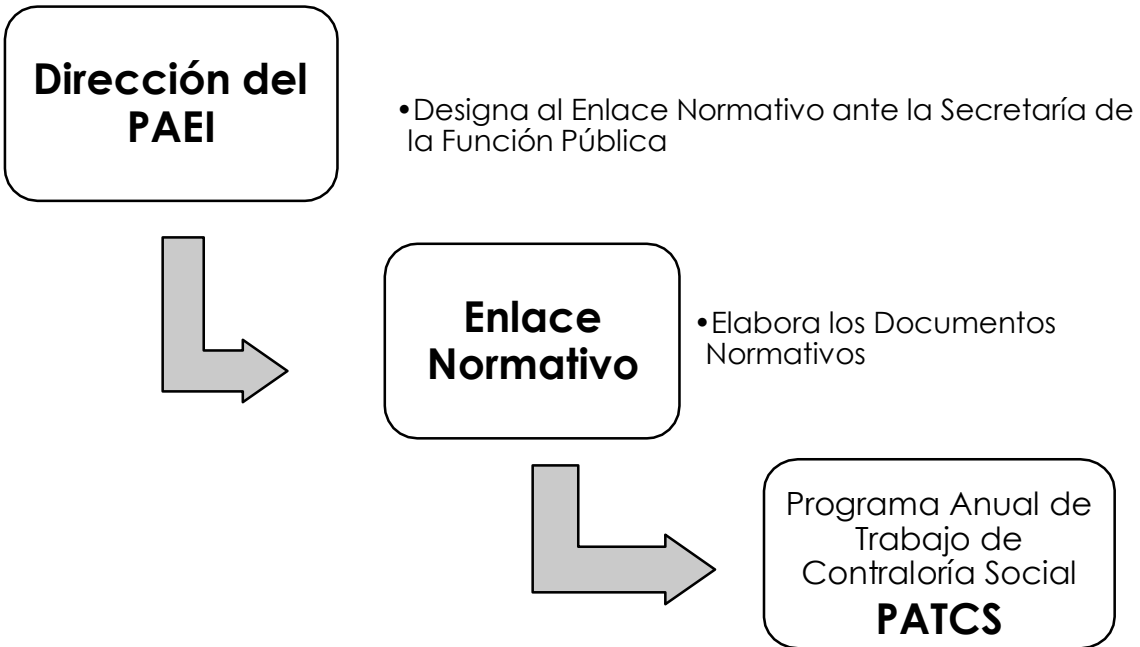 Dirección del
PAEI
•Designa al Enlace Normativo ante la Secretaría de
la Función Pública
Enlace
Normativo
•Elabora los Documentos
Normativos
Programa Anual de
Trabajo de
Contraloría Social
PATCS